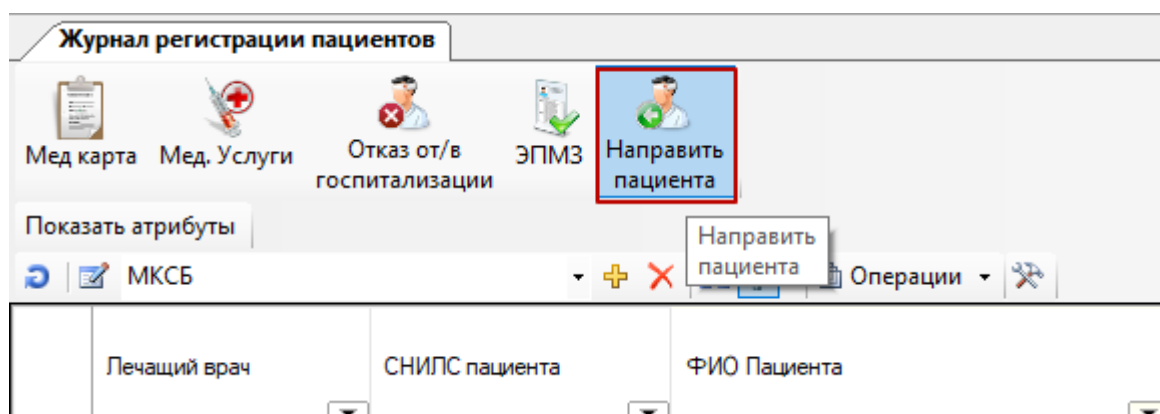 Журнал регистрации пациентов
Мед карта
Мед. Услуги
Отказ от/в
госпитализации
ЭПМЗ
Направить
пациента
Показать атрибуты
Направить
пациента
МКСБ
Операции
Лечащий врач
СНИЛС пациента
ФИО Пациента